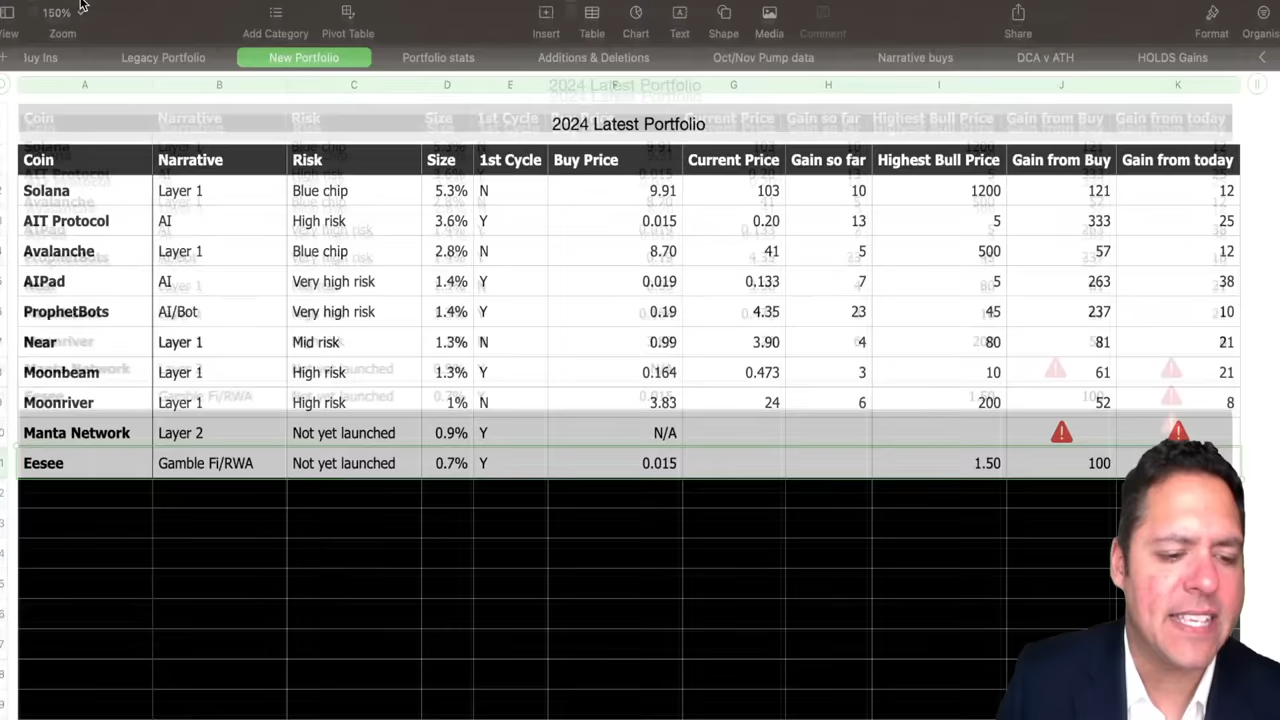 150%
View Zoom Add Category Pivot Table Insert Table Chart Text Shape Media Comment Share Format Organis
uy Ins Legacy Portfolio New Portfolio Portfolio stats Additions & Deletions Oct/Nov Pump data Narrative buys DCA v ATH HOLDS Gains
A B C D E F G H I J K
2024 Latest Portfolio
Coin Narrative Risk Size 1st Cycle Buy Price Current Price Gain so far Highest Bull Price Gain from Buy Gain from today
Solana Layer 1 Blue chip 5.3% N 9.91 103 10 1200 121 12
AIT Protocol AI High risk 3.6% Y 0.015 0.20 13 5 333 25
Avalanche Layer 1 Blue chip 2.8% N 8.70 41 5 500 57 12
AIPad AI Very high risk 1.4% Y 0.019 0.133 7 5 263 38
ProphetBots AI/Bot Very high risk 1.4% Y 0.19 4.35 23 45 237 10
Near Layer 1 Mid risk 1.3% N 0.99 3.90 4 80 81 21
Moonbeam Layer 1 High risk 1.3% Y 0.164 0.473 3 10 61 21
Moonriver Layer 1 High risk 1% N 3.83 24 6 200 52 8
Manta Network Layer 2 Not yet launched 0.9% Y N/A
Eesee Gamble Fi/RWA Not yet launched 0.7% Y 0.015 1.50 100